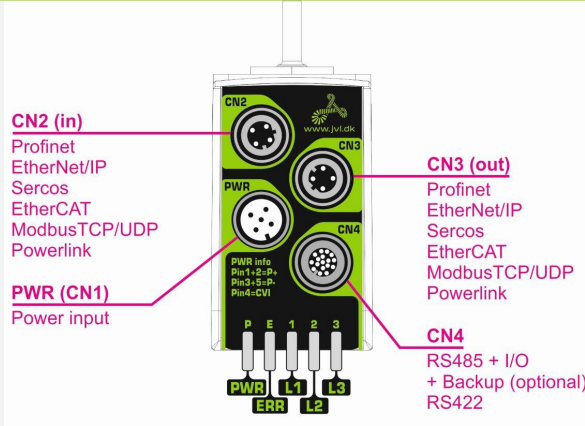 CN2 (in)
Profinet
EtherNet/IP
Sercos
EtherCAT
ModbusTCP/UDP
Powerlink
PWR (CN1)
Power input
CN2
www.jvl.dk
CN3
PWR
CN4
PWR info
Pin1+2=P+
Pin3+5=P-
Pin4=CVI
P E 1 2 3
PWR L1 L3
ERR L2
CN3 (out)
Profinet
EtherNet/IP
Sercos
EtherCAT
ModbusTCP/UDP
Powerlink
CN4
RS485 + I/O
+ Backup (optional)
RS422